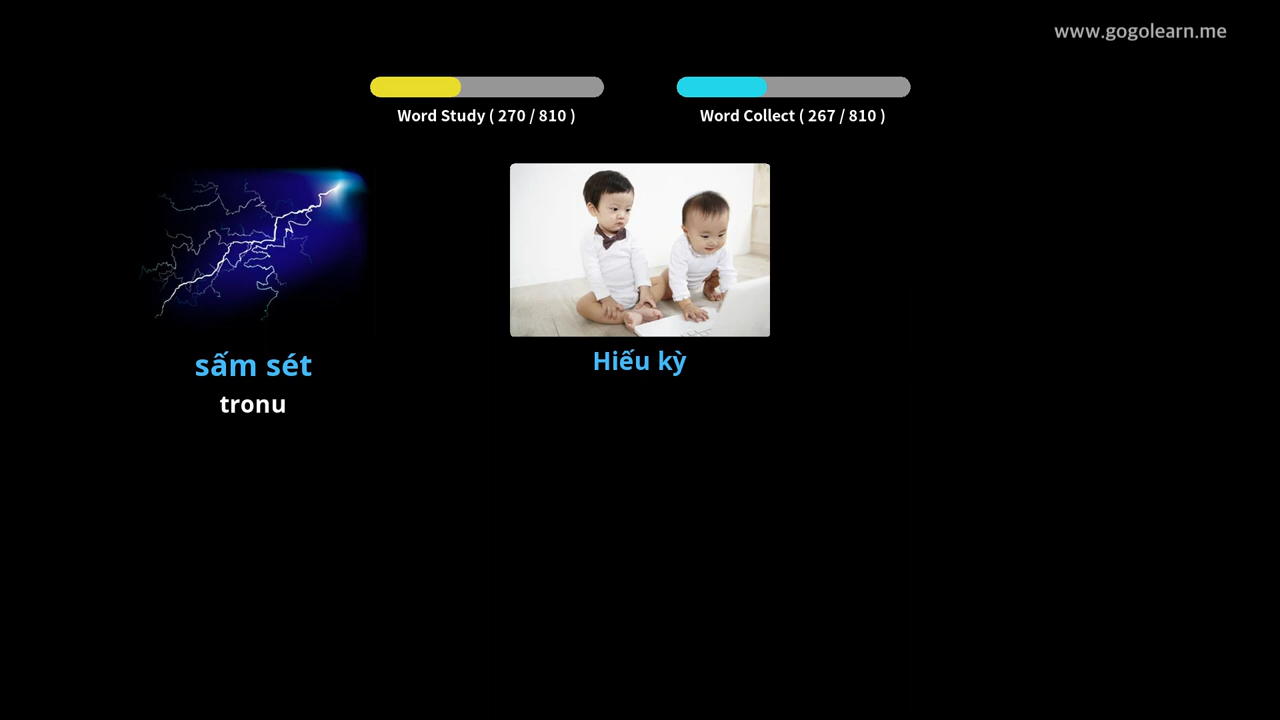 www.gogolearn.me
Word Study ( 270 / 810 )
Word Collect ( 267 / 810 )
sấm sét
tronu
Hiếu kỳ